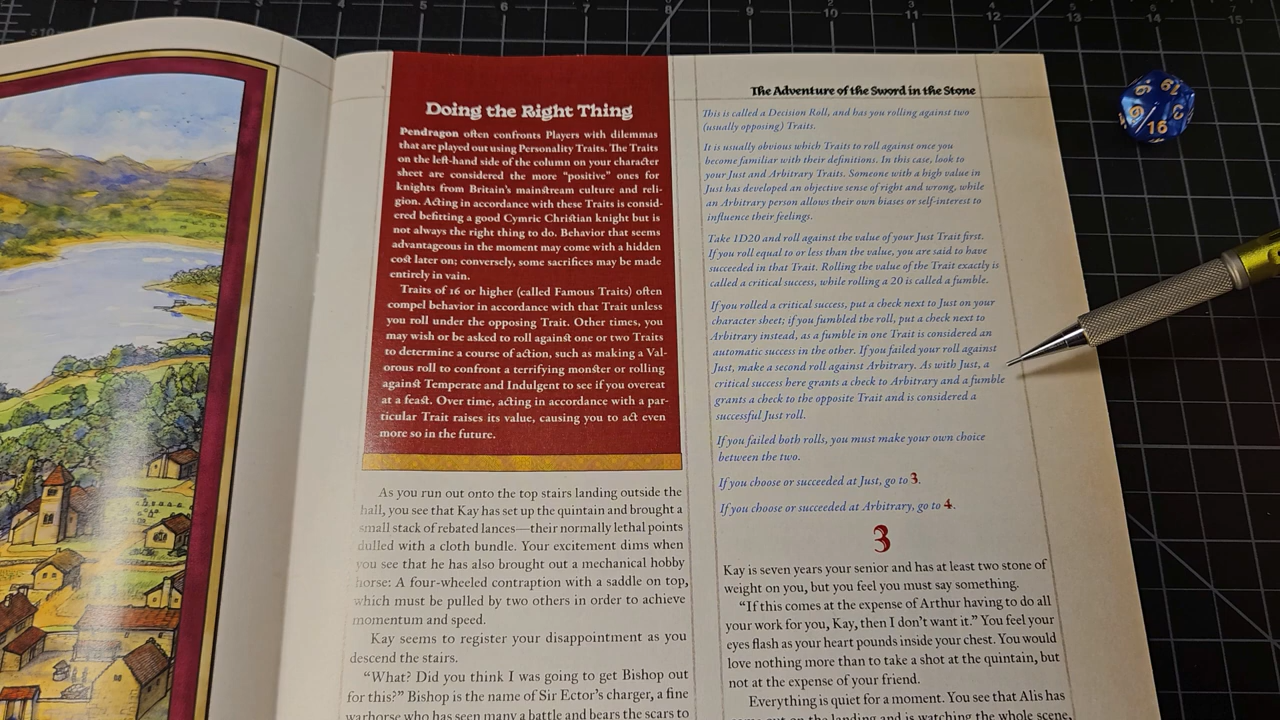 Doing the Right Thing
Pendragon often confronts Players with dilemmas
that are played out using Personality Traits. The Traits
on the left-hand side of the column on your character
sheet are considered the more “positive” ones for
knights from Britain’s mainstream culture and reli-
gion. Acting in accordance with these Traits is consid-
ered befitting a good Cymric Christian knight but is
not always the right thing to do. Behavior that seems
advantageous in the moment may come with a hidden
cost later on; conversely, some sacrifices may be made
entirely in vain.
Traits of 16 or higher (called Famous Traits) often
compel behavior in accordance with that Trait unless
you roll under the opposing Trait. Other times, you
may wish or be asked to roll against one or two Traits
to determine a course of action, such as making a Val-
orous roll to confront a terrifying monster or rolling
against Temperate and Indulgent to see if you overeat
at a feast. Over time, acting in accordance with a par-
ticular Trait raises its value, causing you to act even
more so in the future.
As you run out onto the top stairs landing outside the
hall, you see that Kay has set up the quintain and brought a
small stack of rebated lances—their normally lethal points
dulled with a cloth bundle. Your excitement dims when
you see that he has also brought out a mechanical hobby
horse: A four-wheeled contraption with a saddle on top,
which must be pulled by two others in order to achieve
momentum and speed.
Kay seems to register your disappointment as you
descend the stairs.
“What? Did you think I was going to get Bishop out
for this?” Bishop is the name of Sir Ector’s charger, a fine
warhorse who has seen many a battle and bears the scars to
The Adventure of the Sword in the Stone
This is called a Decision Roll, and has you rolling against two
(usually opposing) Traits.
It is usually obvious which Traits to roll against once you
become familiar with their definitions. In this case, look to
your Just and Arbitrary Traits. Someone with a high value in
Just has developed an objective sense of right and wrong, while
an Arbitrary person allows their own biases or self-interest to
influence their feelings.
Take 1D20 and roll against the value of your Just Trait first.
If you roll equal to or less than the value, you are said to have
succeeded in that Trait. Rolling the value of the Trait exactly is
called a critical success, while rolling a 20 is called a fumble.
If you rolled a critical success, put a check next to Just on your
character sheet; if you fumbled the roll, put a check next to
Arbitrary instead, as a fumble in one Trait is considered an
automatic success in the other. If you failed your roll against
Just, make a second roll against Arbitrary. As with Just, a
critical success here grants a check to Arbitrary and a fumble
grants a check to the opposite Trait and is considered a
successful Just roll.
If you failed both rolls, you must make your own choice
between the two.
If you choose or succeeded at Just, go to 3.
If you choose or succeeded at Arbitrary, go to 4.
3
Kay is seven years your senior and has at least two stone of
weight on you, but you feel you must say something.
“If this comes at the expense of Arthur having to do all
your work for you, Kay, then I don’t want it.” You feel your
eyes flash as your heart pounds inside your chest. You would
love nothing more than to take a shot at the quintain, but
not at the expense of your friend.
Everything is quiet for a moment. You see that Alis has
come out on the landing and is watching the whole scene,
6
7
8
9
10
11
12
13
14
15
16